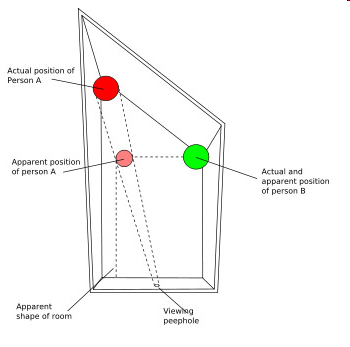 Actual position of
Person A
Apparent position
of person A
Actual and
apparent position
of person B
Apparent
shape of room
Viewing
peephole